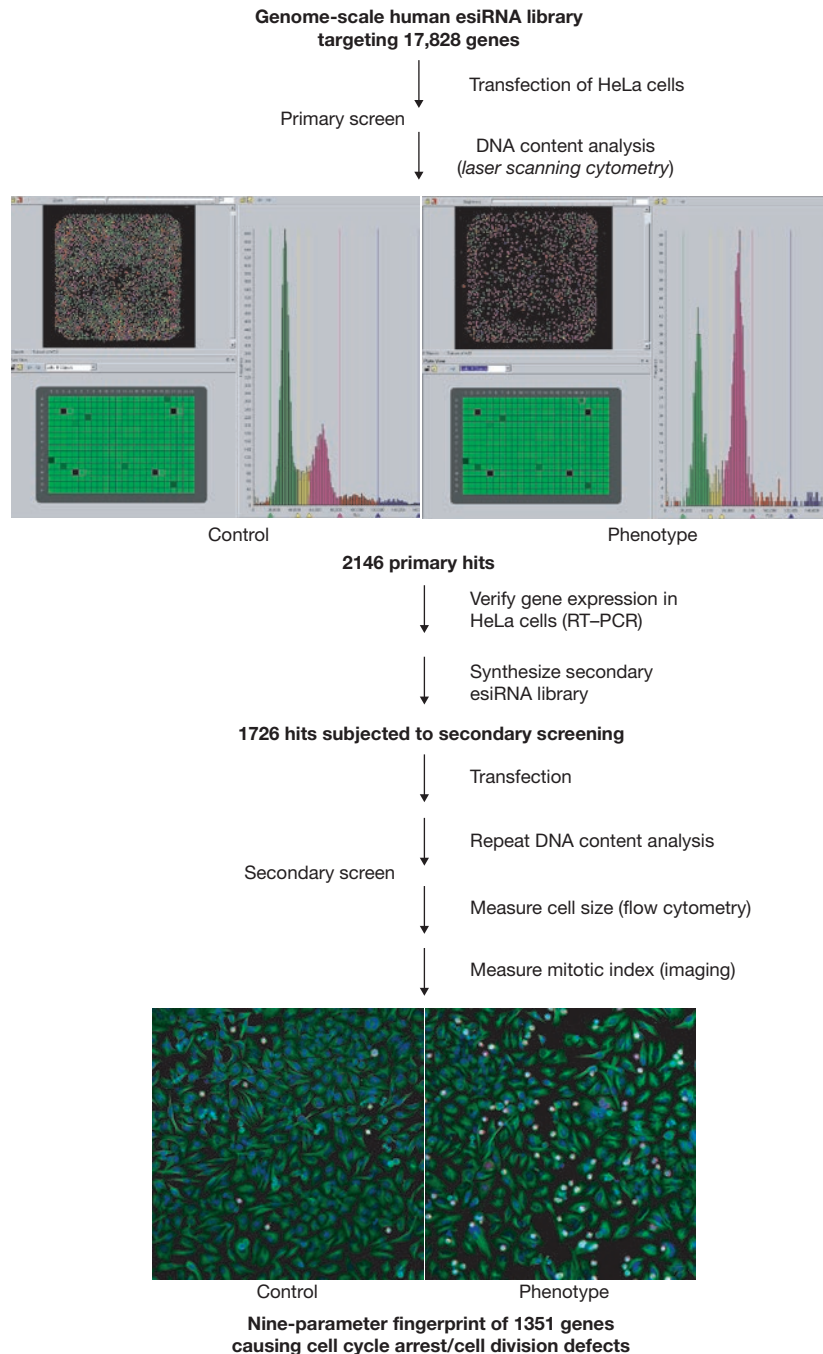 Genome-scale human esiRNA library
targeting 17,828 genes
Transfection of HeLa cells
Primary screen
DNA content analysis
(laser scanning cytometry)
Control
Phenotype
2146 primary hits
Verify gene expression in
HeLa cells (RT–PCR)
Synthesize secondary
esiRNA library
1726 hits subjected to secondary screening
Transfection
Repeat DNA content analysis
Secondary screen
Measure cell size (flow cytometry)
Measure mitotic index (imaging)
Control
Phenotype
Nine-parameter fingerprint of 1351 genes
causing cell cycle arrest/cell division defects